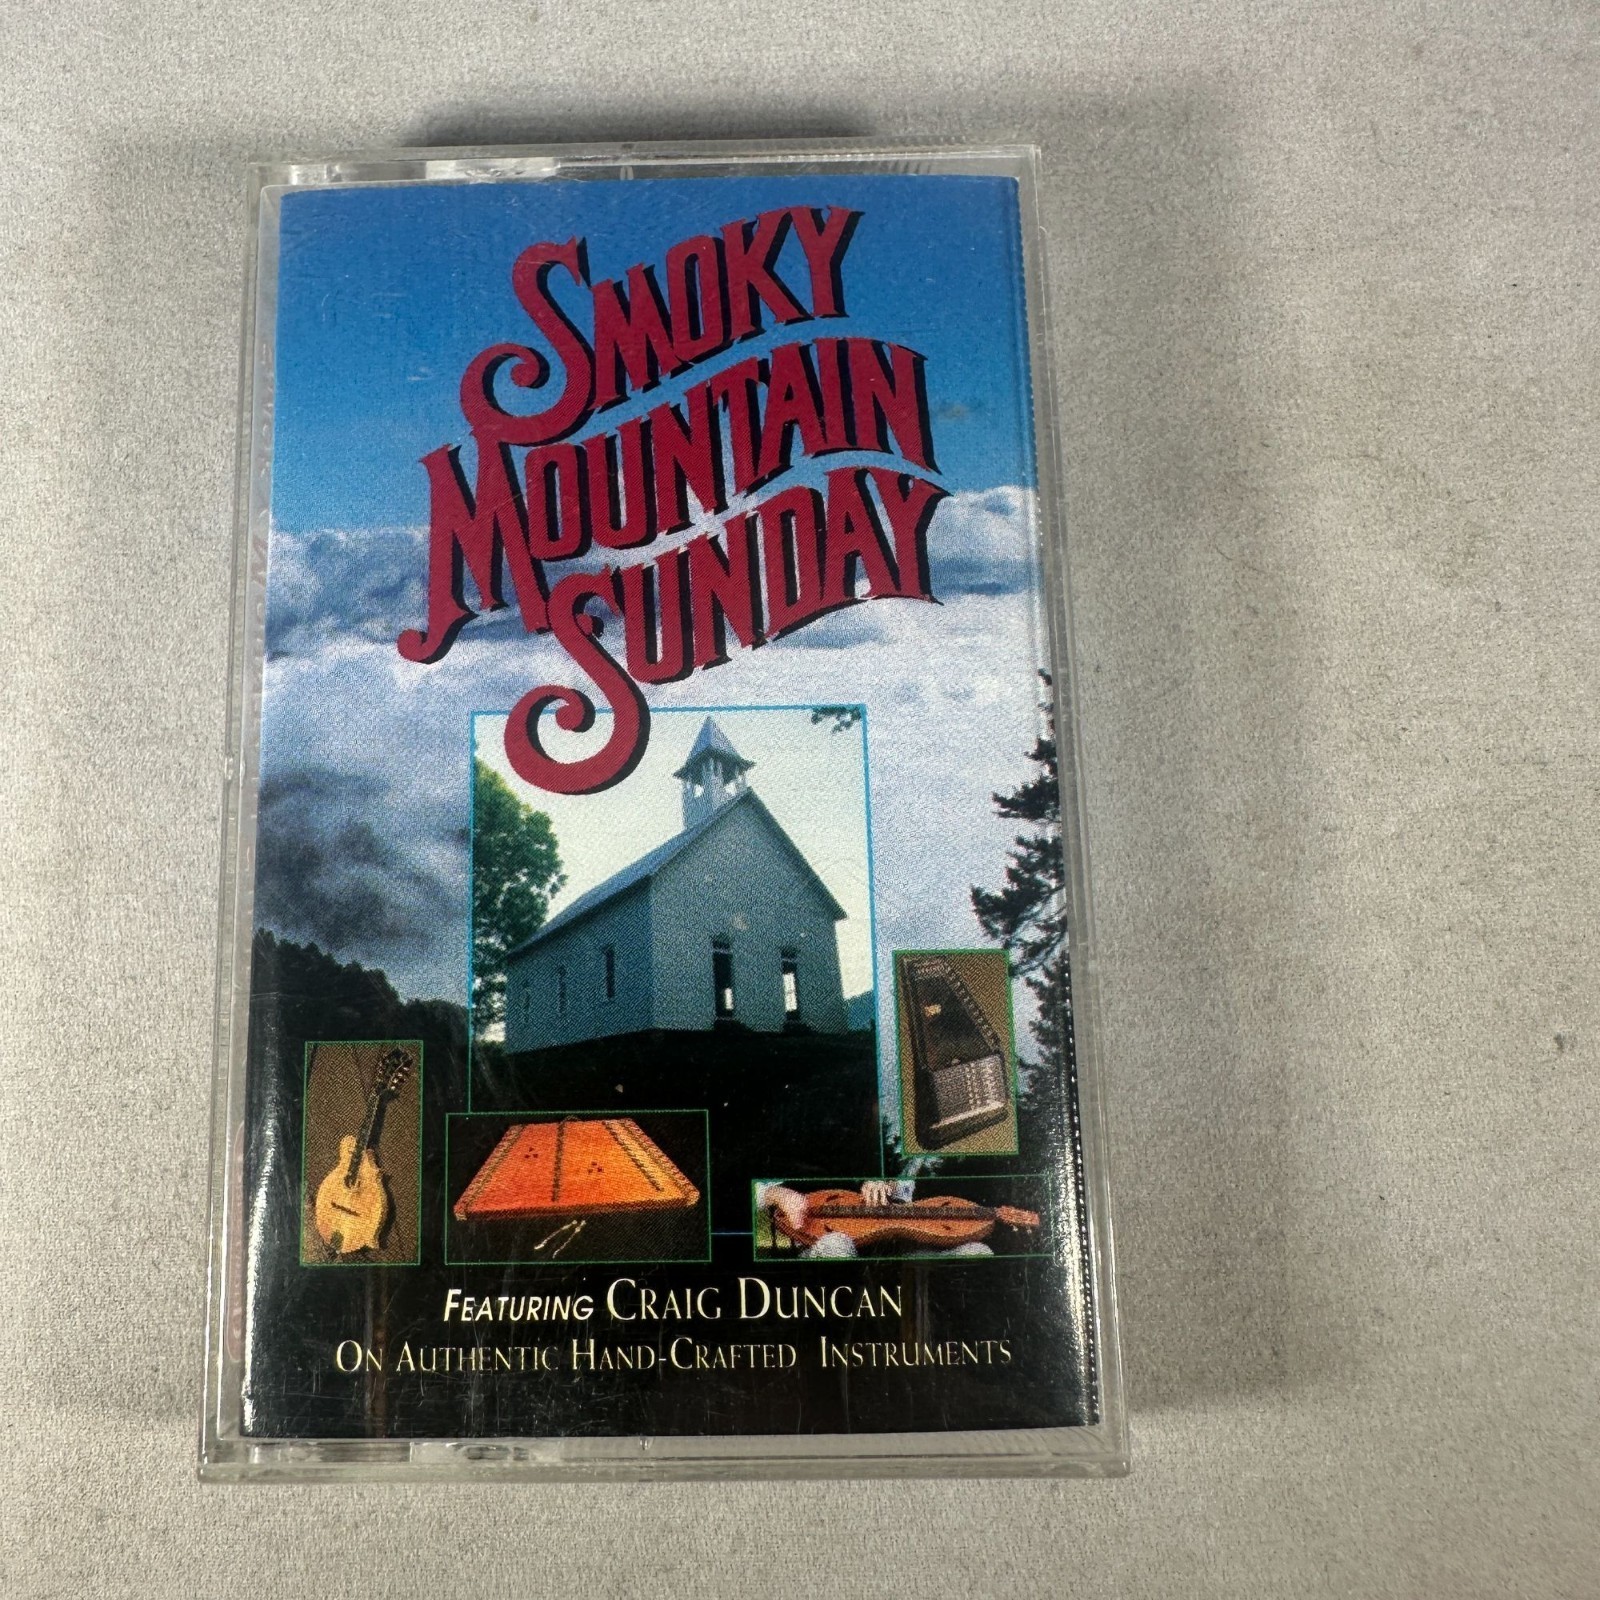 SMOKY
MOUNTAIN
SUNDAY
FEATURING CRAIG DUNCAN
ON AUTHENTIC HAND-CRAFTED INSTRUMENTS